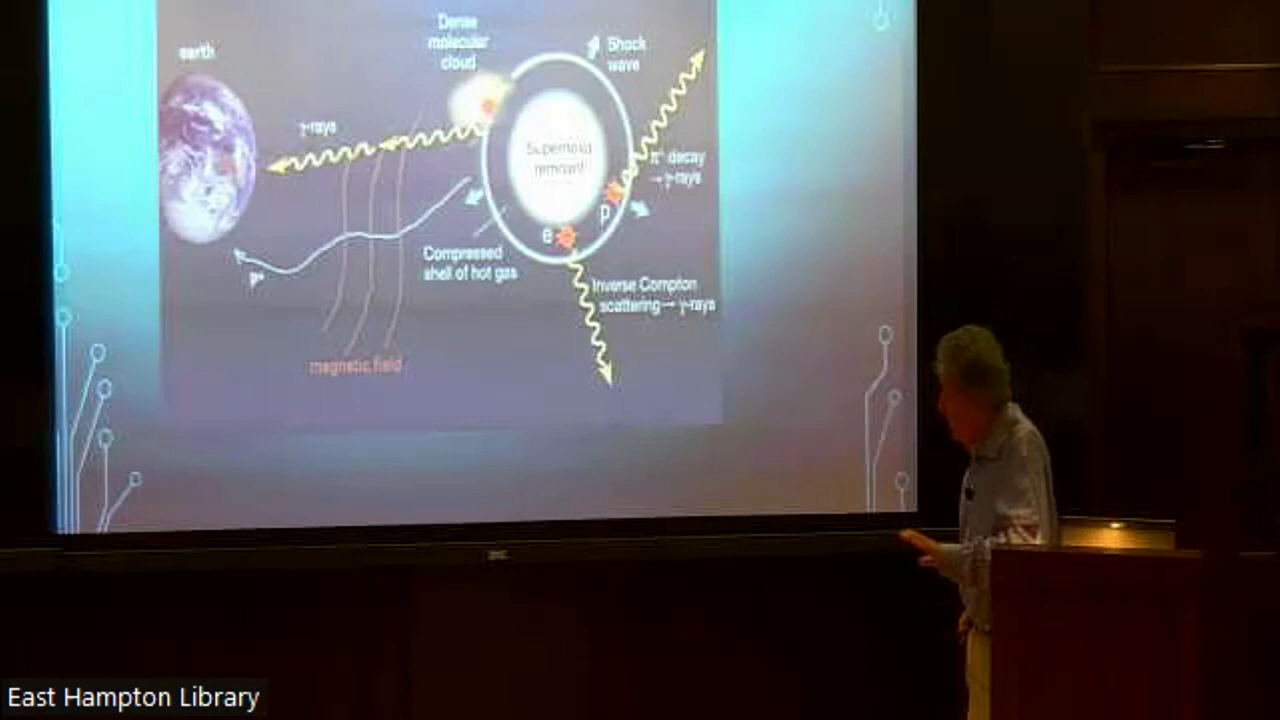 earth
Dense
molecular
cloud
Shock
wave
γ-rays
Supernova
remnant
π° decay
→ γ-rays
p
e
Compressed
shell of hot gas
Inverse Compton
scattering → γ-rays
magnetic field
East Hampton Library